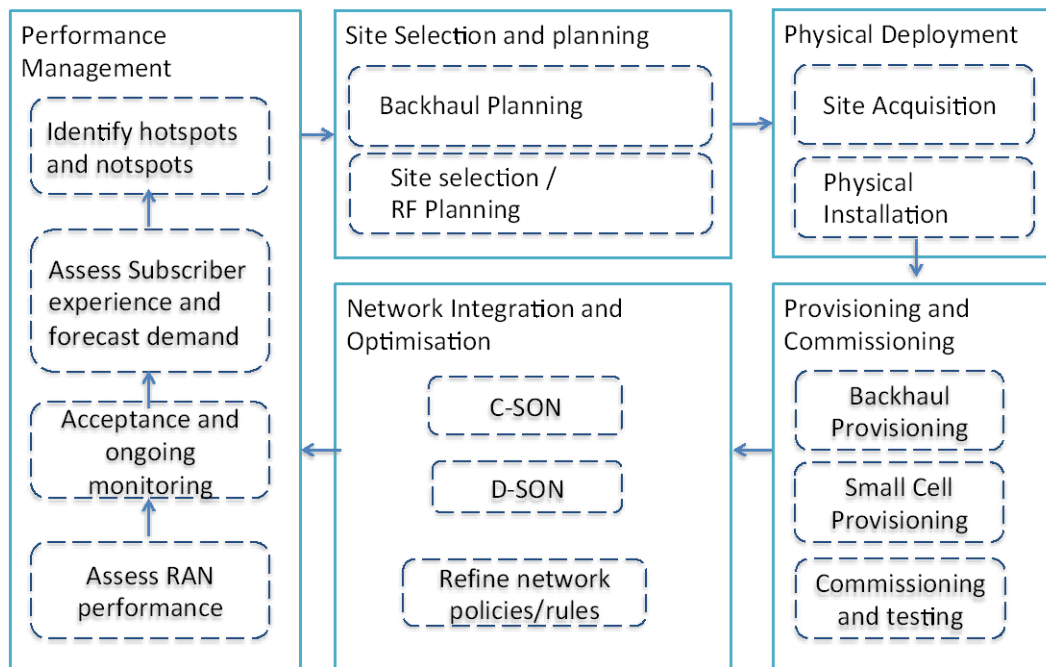 Performance
Management
Identify hotspots
and notspots
Assess Subscriber
experience and
forecast demand
Acceptance and
ongoing
monitoring
Assess RAN
performance
Site Selection and planning
Backhaul Planning
Site selection /
RF Planning
Physical Deployment
Site Acquisition
Physical
Installation
Network Integration and
Optimisation
C-SON
D-SON
Refine network
policies/rules
Provisioning and
Commissioning
Backhaul
Provisioning
Small Cell
Provisioning
Commissioning
and testing